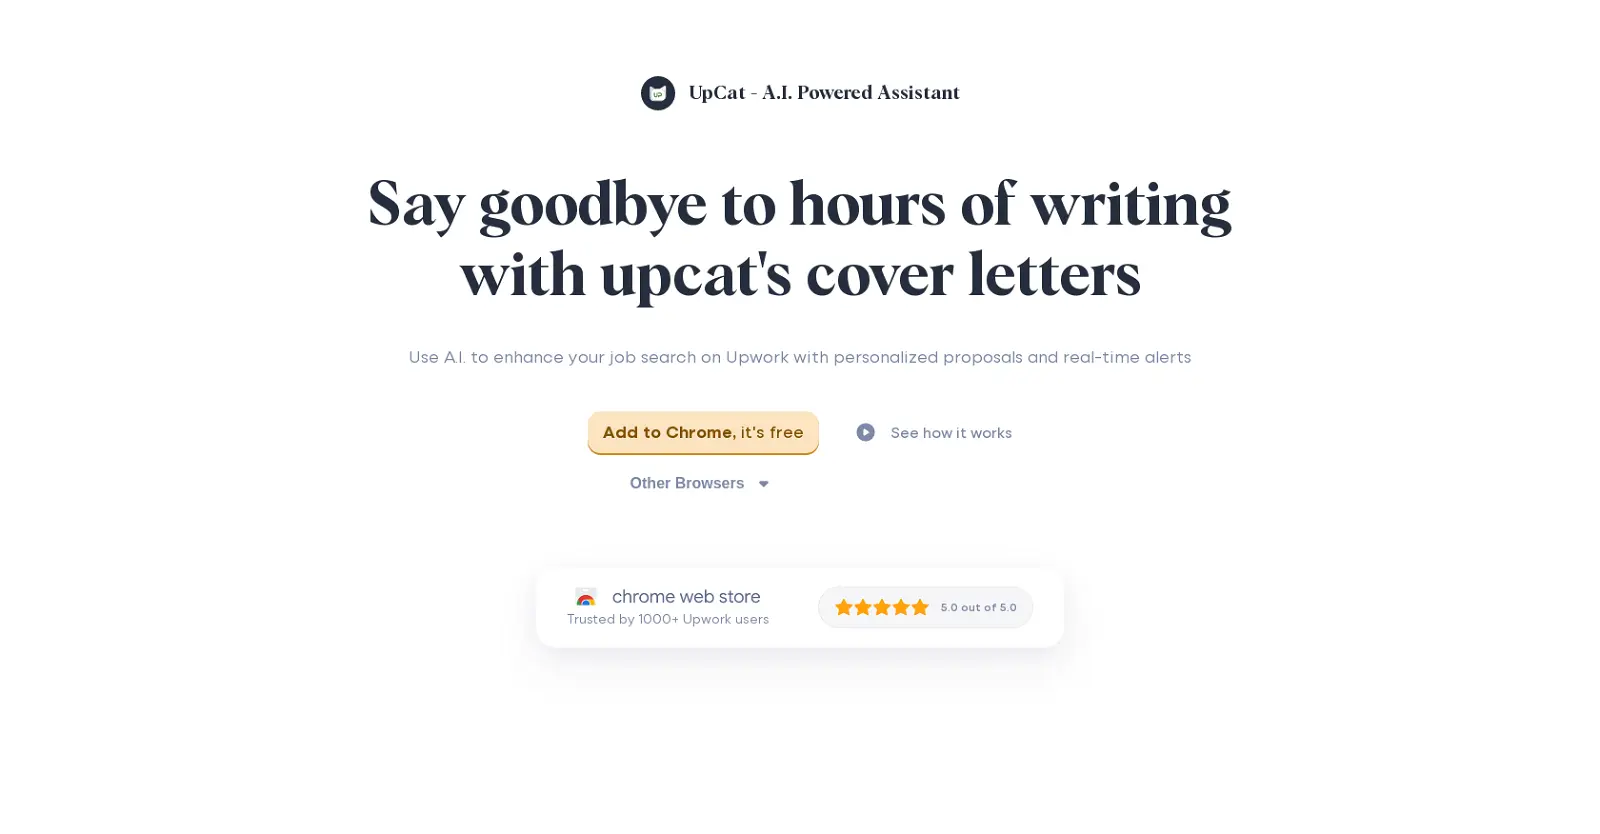 UP
UpCat - A.I. Powered Assistant
Say goodbye to hours of writing
with upcat's cover letters
Use A.I. to enhance your job search on Upwork with personalized proposals and real-time alerts
Add to Chrome, it's free
See how it works
Other Browsers
chrome web store
Trusted by 1000+ Upwork users
5.0 out of 5.0